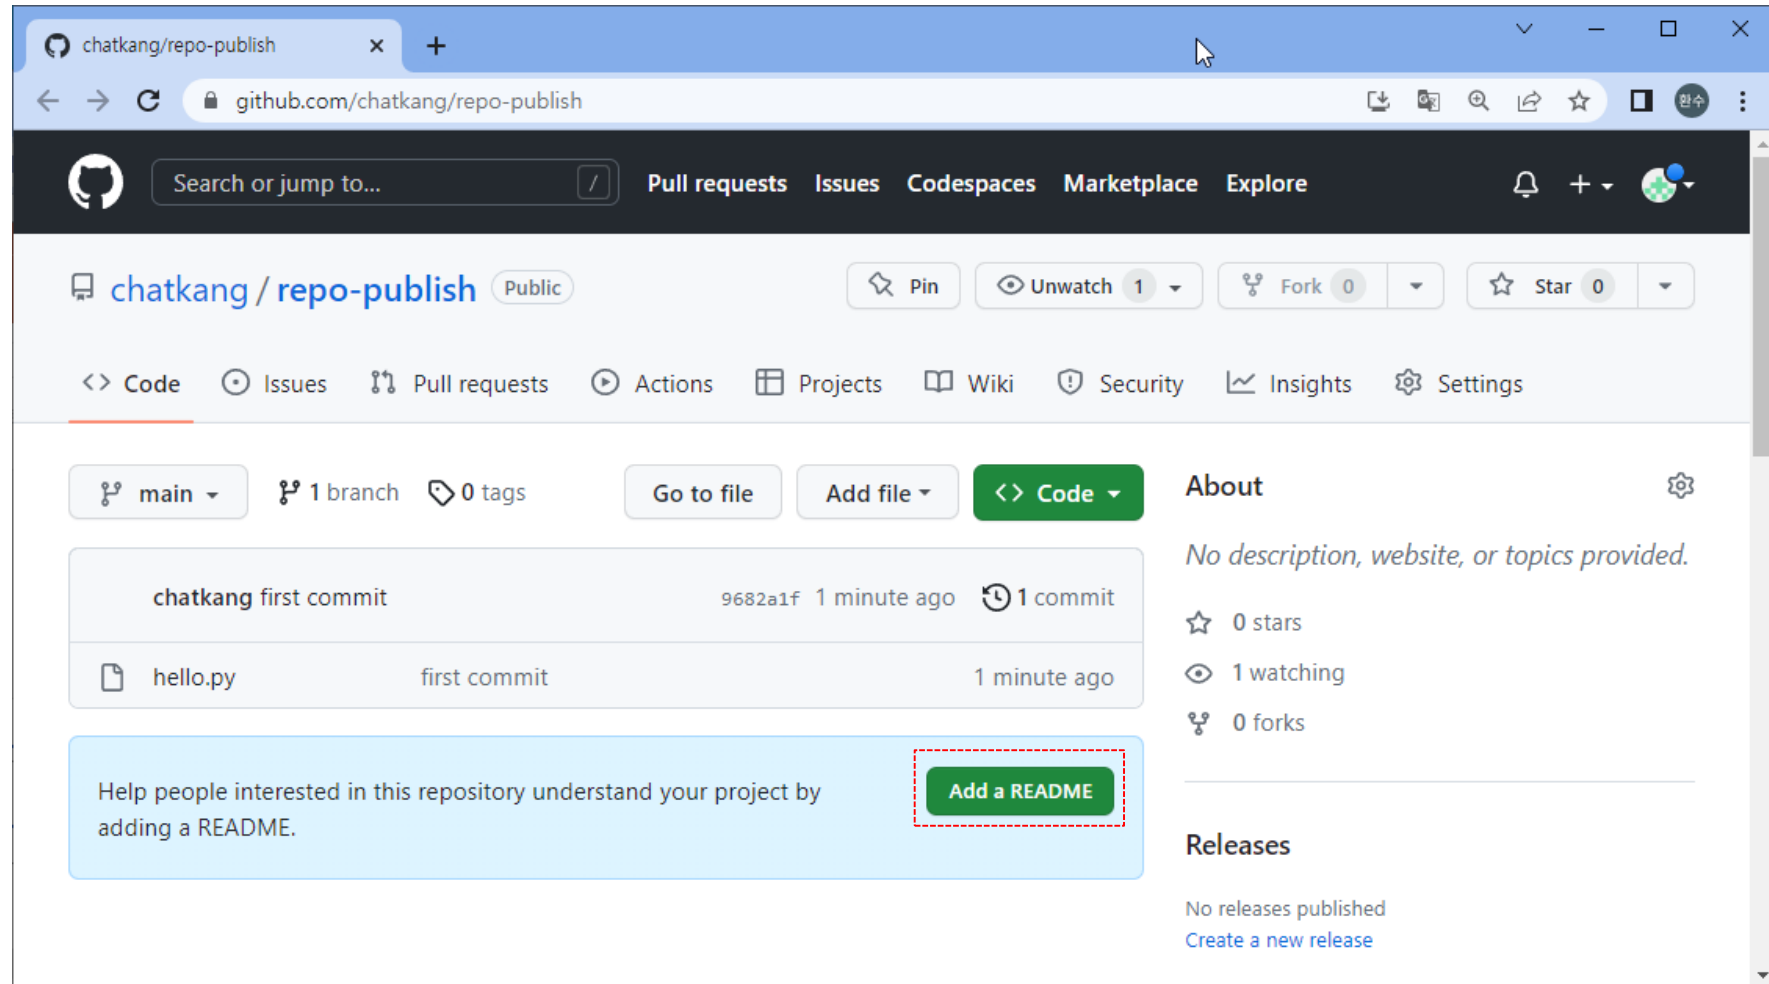 chatkang/repo-publish
github.com/chatkang/repo-publish
환수
Search or jump to... /
Pull requests Issues Codespaces Marketplace Explore
chatkang / repo-publish Public
Pin Unwatch 1 Fork 0 Star 0
Code Issues Pull requests Actions Projects Wiki Security Insights Settings
main 1 branch 0 tags Go to file Add file Code
chatkang first commit 9682a1f 1 minute ago 1 commit
hello.py first commit 1 minute ago
Help people interested in this repository understand your project by
adding a README.
Add a README
About
No description, website, or topics provided.
0 stars
1 watching
0 forks
Releases
No releases published
Create a new release